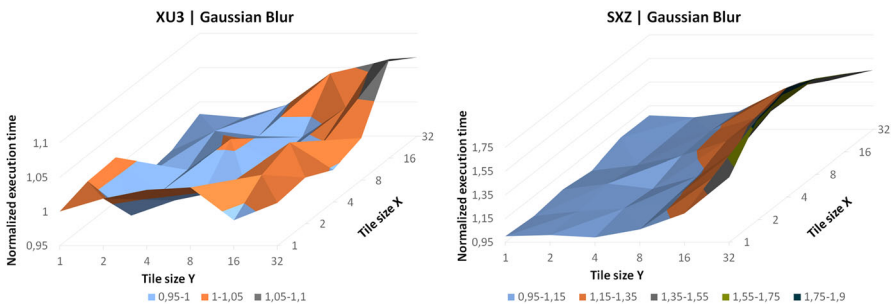 XU3 | Gaussian Blur
Normalized execution time
1,1
1,05
1
0,95
1 2 4 8 16 32
Tile size Y
1
2
4
8
16
32
Tile size X
0,95-1 1-1,05 1,05-1,1
SXZ | Gaussian Blur
Normalized execution time
1,75
1,55
1,35
1,15
0,95
1 2 4 8 16 32
Tile size Y
1
2
4
8
16
32
Tile size X
0,95-1,15 1,15-1,35 1,35-1,55 1,55-1,75 1,75-1,9